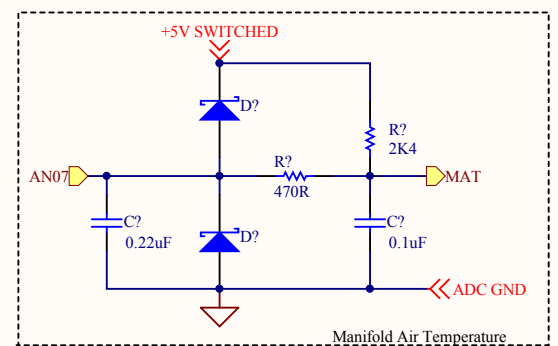 +5V SWITCHED
D?
R?
2K4
R?
470R
AN07
MAT
C?
0.22uF
D?
C?
0.1uF
ADC GND
Manifold Air Temperature